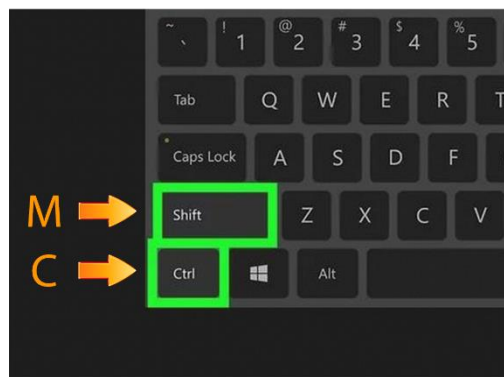 ~ ` ! 1 @ 2 # 3 $ 4 % 5
Tab Q W E R T
Caps Lock A S D F
M Shift Z X C V
C Ctrl Alt